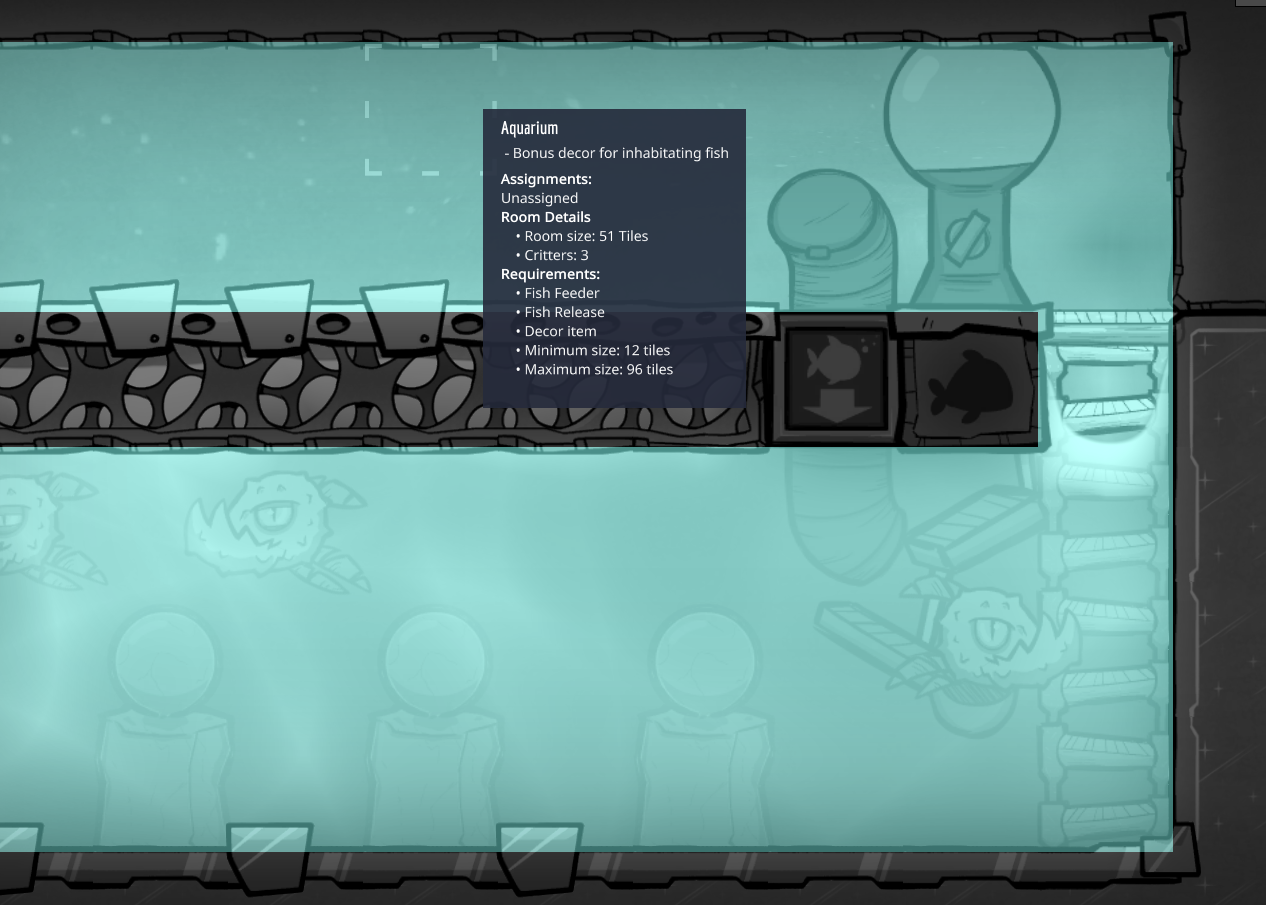 Aquarium
- Bonus decor for inhabitating fish
Assignments:
Unassigned
Room Details
• Room size: 51 Tiles
• Critters: 3
Requirements:
• Fish Feeder
• Fish Release
• Decor item
• Minimum size: 12 tiles
• Maximum size: 96 tiles